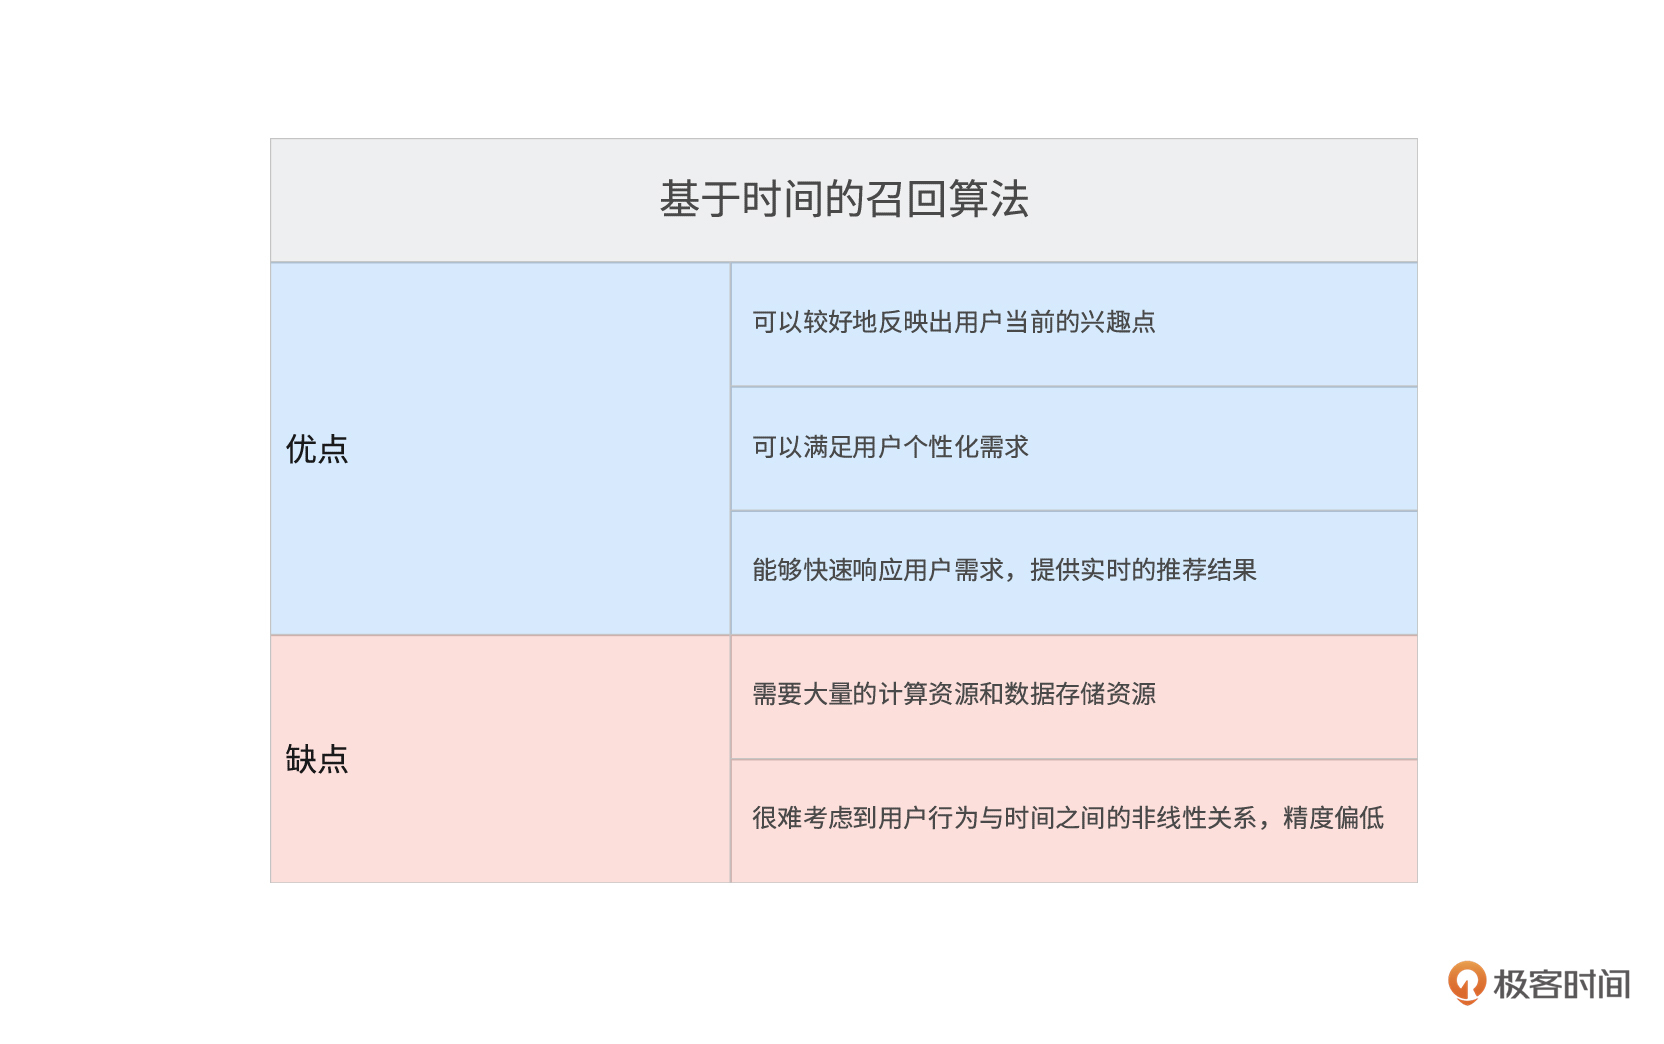 基于时间的召回算法
优点
可以较好地反映出用户当前的兴趣点
可以满足用户个性化需求
能够快速响应用户需求，提供实时的推荐结果
缺点
需要大量的计算资源和数据存储资源
很难考虑到用户行为与时间之间的非线性关系，精度偏低
极客时间